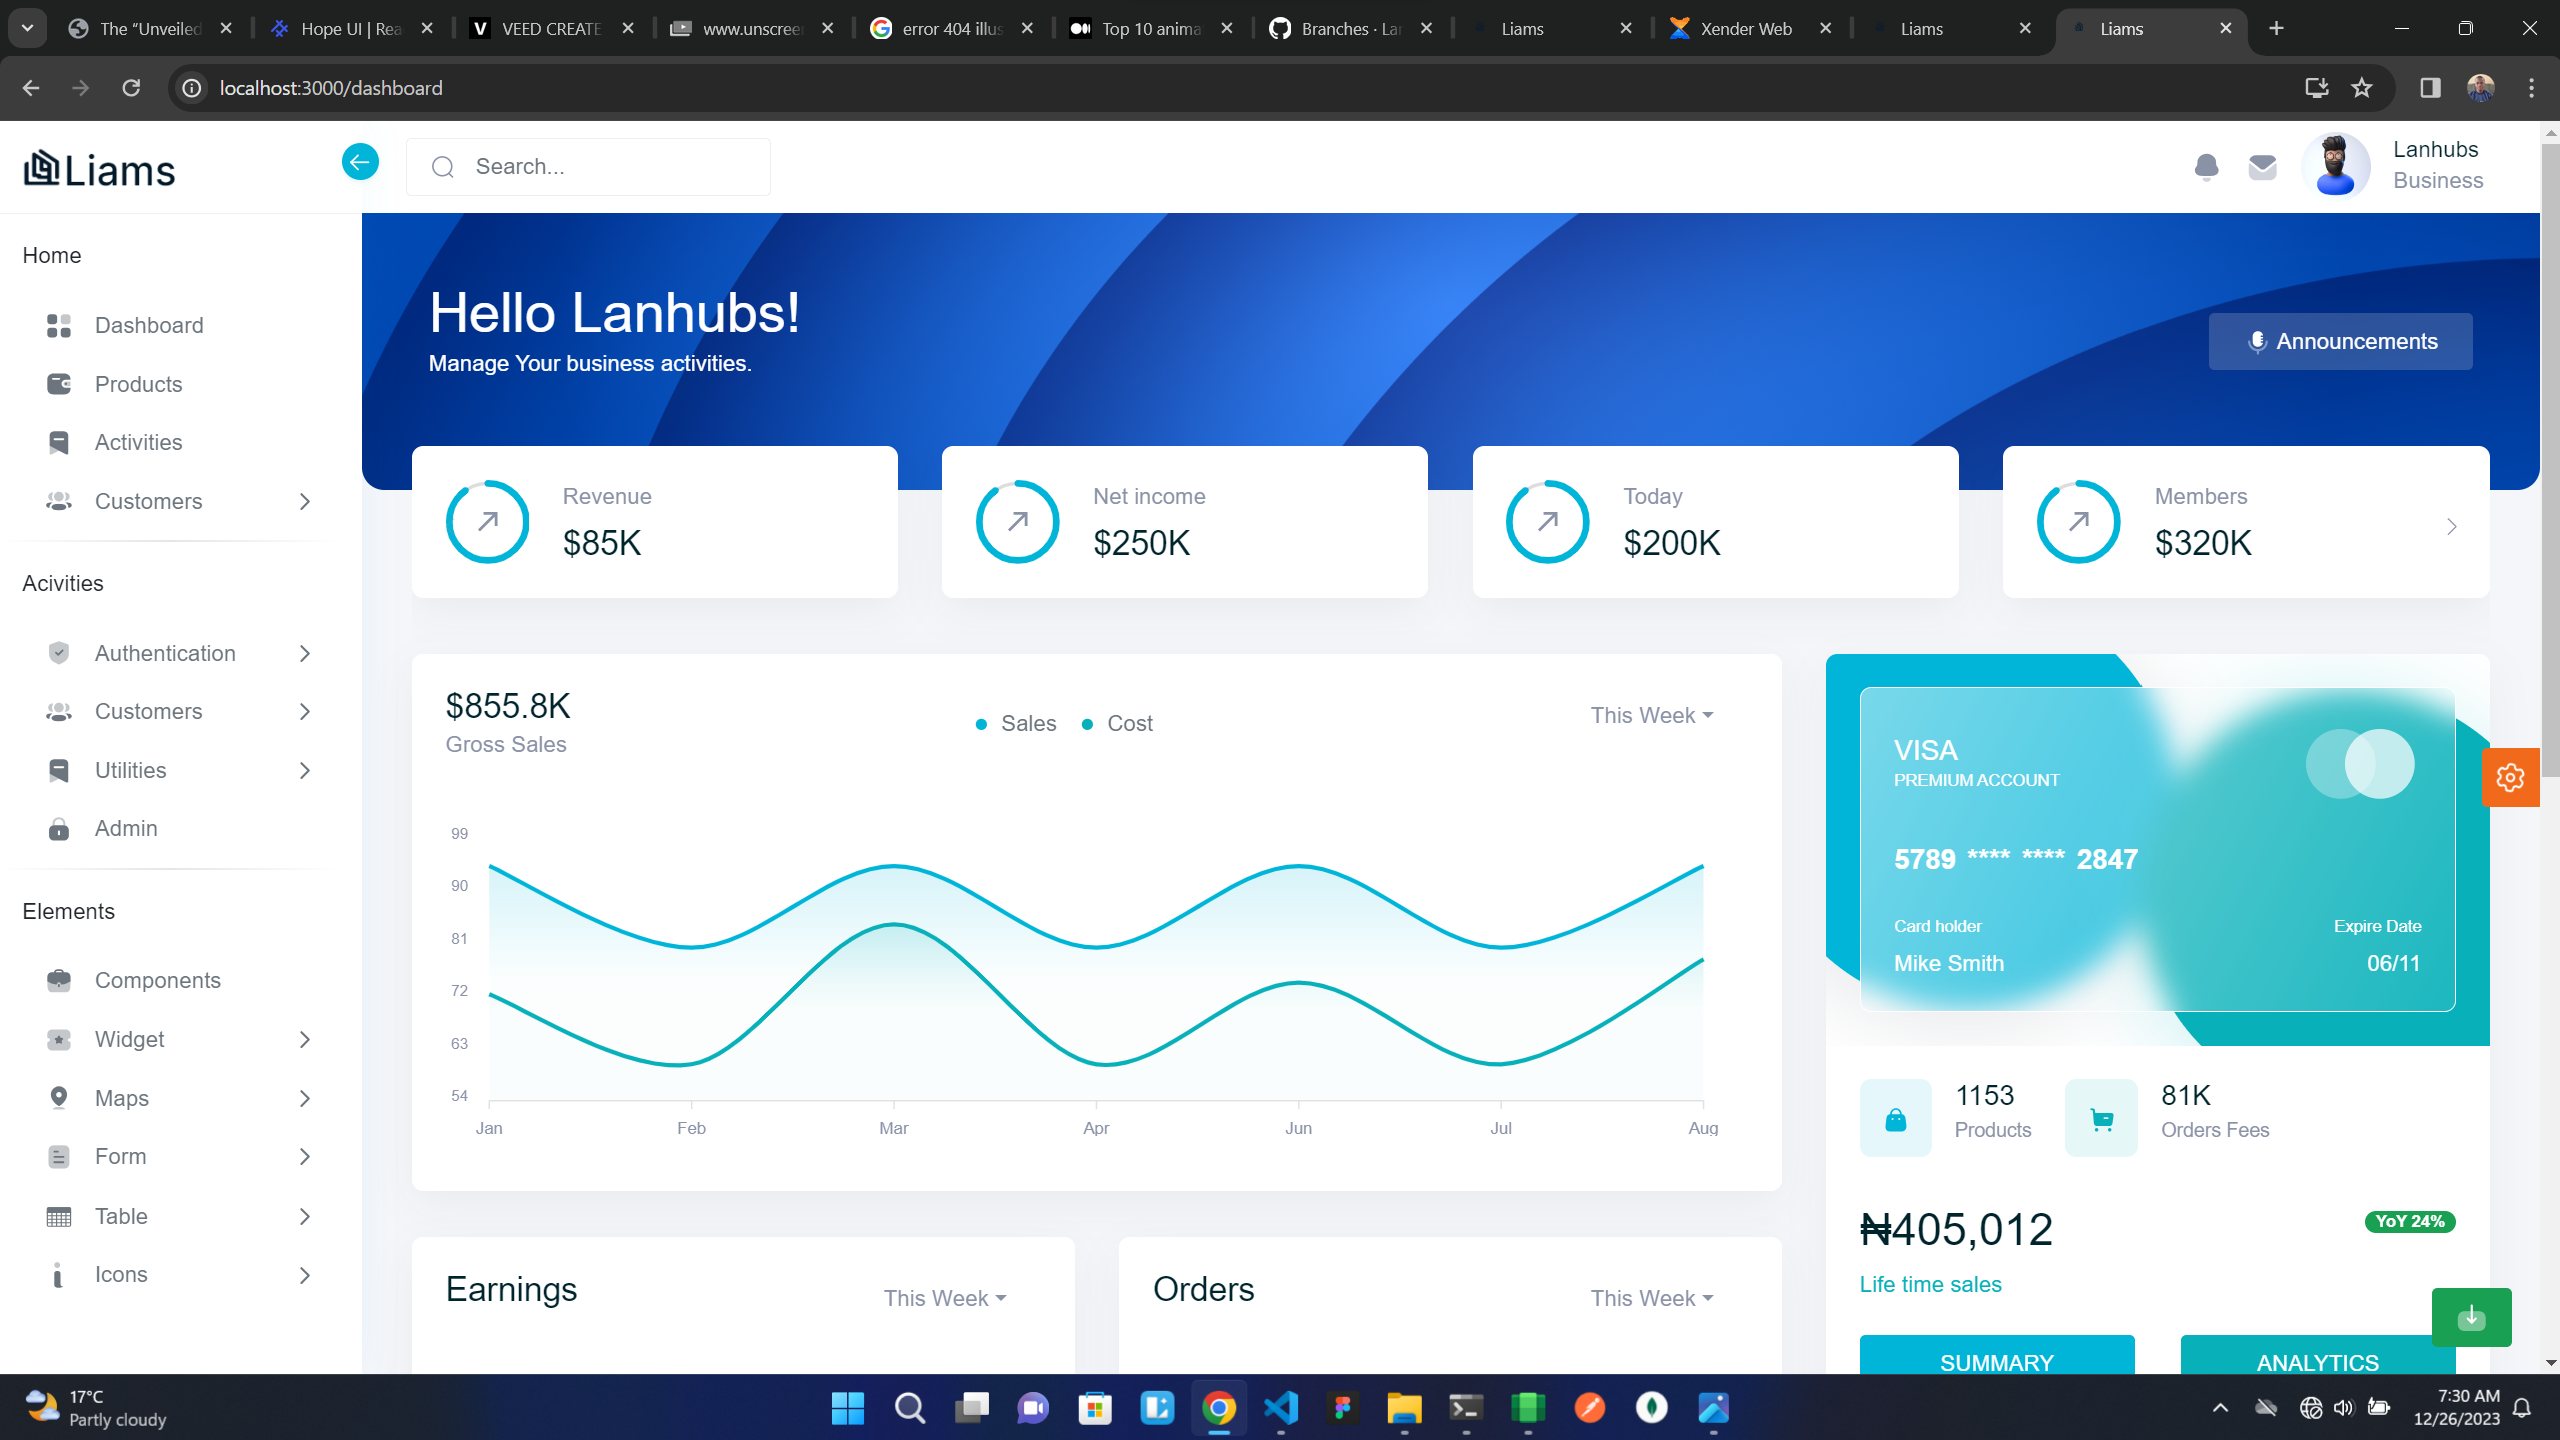 The “Unveiled
Hope UI | Rea
VEED CREATE
www.unscree
error 404 illus
Top 10 anima
Branches · La
Liams
Xender Web
Liams
Liams
localhost:3000/dashboard
Liams
Search...
Lanhubs
Business
Home
Dashboard
Products
Activities
Customers
Acivities
Authentication
Customers
Utilities
Admin
Elements
Components
Widget
Maps
Form
Table
Icons
Hello Lanhubs!
Manage Your business activities.
Announcements
Revenue
$85K
Net income
$250K
Today
$200K
Members
$320K
$855.8K
Gross Sales
Sales
Cost
This Week
99
90
81
72
63
54
Jan Feb Mar Apr Jun Jul Aug
VISA
PREMIUM ACCOUNT
5789 **** **** 2847
Card holder
Expire Date
Mike Smith
06/11
1153
Products
81K
Orders Fees
₦405,012
YoY 24%
Life time sales
SUMMARY
ANALYTICS
Earnings
This Week
Orders
This Week
17°C
Partly cloudy
7:30 AM
12/26/2023